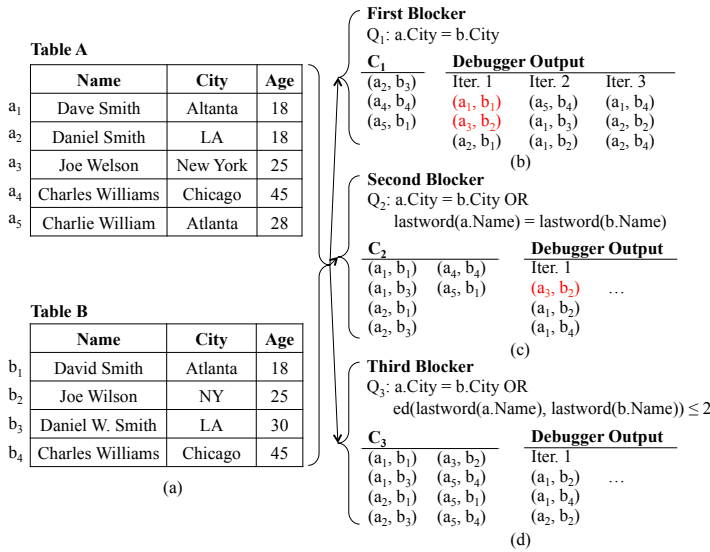 Table A
Name City Age
a1 Dave Smith Altanta 18
a2 Daniel Smith LA 18
a3 Joe Welson New York 25
a4 Charles Williams Chicago 45
a5 Charlie William Atlanta 28
Table B
Name City Age
b1 David Smith Atlanta 18
b2 Joe Wilson NY 25
b3 Daniel W. Smith LA 30
b4 Charles Williams Chicago 45
(a)
First Blocker
Q1: a.City = b.City
C1 Debugger Output
(a2, b3) Iter. 1 Iter. 2 Iter. 3
(a4, b4) (a1, b1) (a5, b4) (a1, b4)
(a5, b1) (a3, b2) (a1, b3) (a2, b2)
(a2, b1) (a1, b2) (a2, b4)
(b)
Second Blocker
Q2: a.City = b.City OR
lastword(a.Name) = lastword(b.Name)
C2 Debugger Output
(a1, b1) (a4, b4) Iter. 1
(a1, b3) (a5, b1) (a3, b2) …
(a2, b1) (a1, b2)
(a2, b3) (a1, b4)
(c)
Third Blocker
Q3: a.City = b.City OR
ed(lastword(a.Name), lastword(b.Name)) ≤ 2
C3 Debugger Output
(a1, b1) (a3, b2) Iter. 1
(a1, b3) (a4, b4) (a1, b2) …
(a2, b1) (a5, b1) (a1, b4)
(a2, b3) (a5, b4) (a2, b2)
(d)